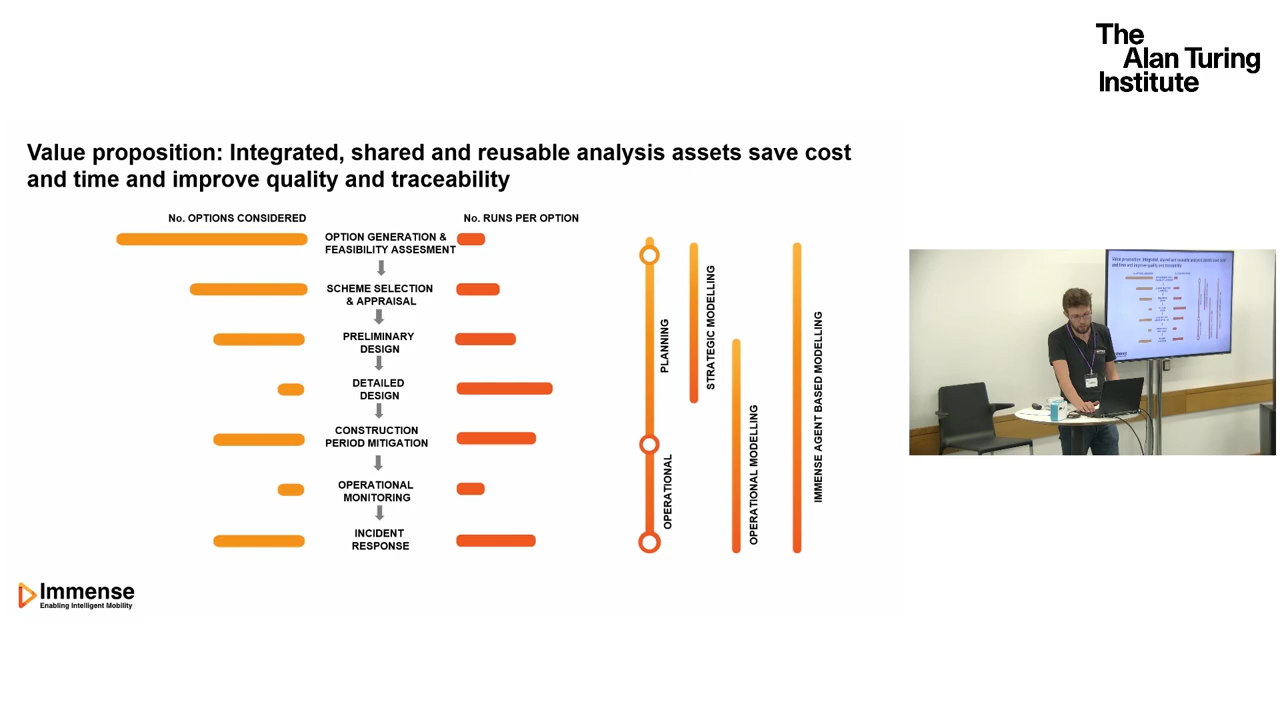 The
Alan Turing
Institute
Value proposition: Integrated, shared and reusable analysis assets save cost
and time and improve quality and traceability
No. OPTIONS CONSIDERED
No. RUNS PER OPTION
OPTION GENERATION &
FEASIBILITY ASSESMENT
SCHEME SELECTION
& APPRAISAL
PRELIMINARY
DESIGN
DETAILED
DESIGN
CONSTRUCTION
PERIOD MITIGATION
OPERATIONAL
MONITORING
INCIDENT
RESPONSE
PLANNING
OPERATIONAL
STRATEGIC MODELLING
OPERATIONAL MODELLING
IMMENSE AGENT BASED MODELLING
Immense
Enabling Intelligent Mobility